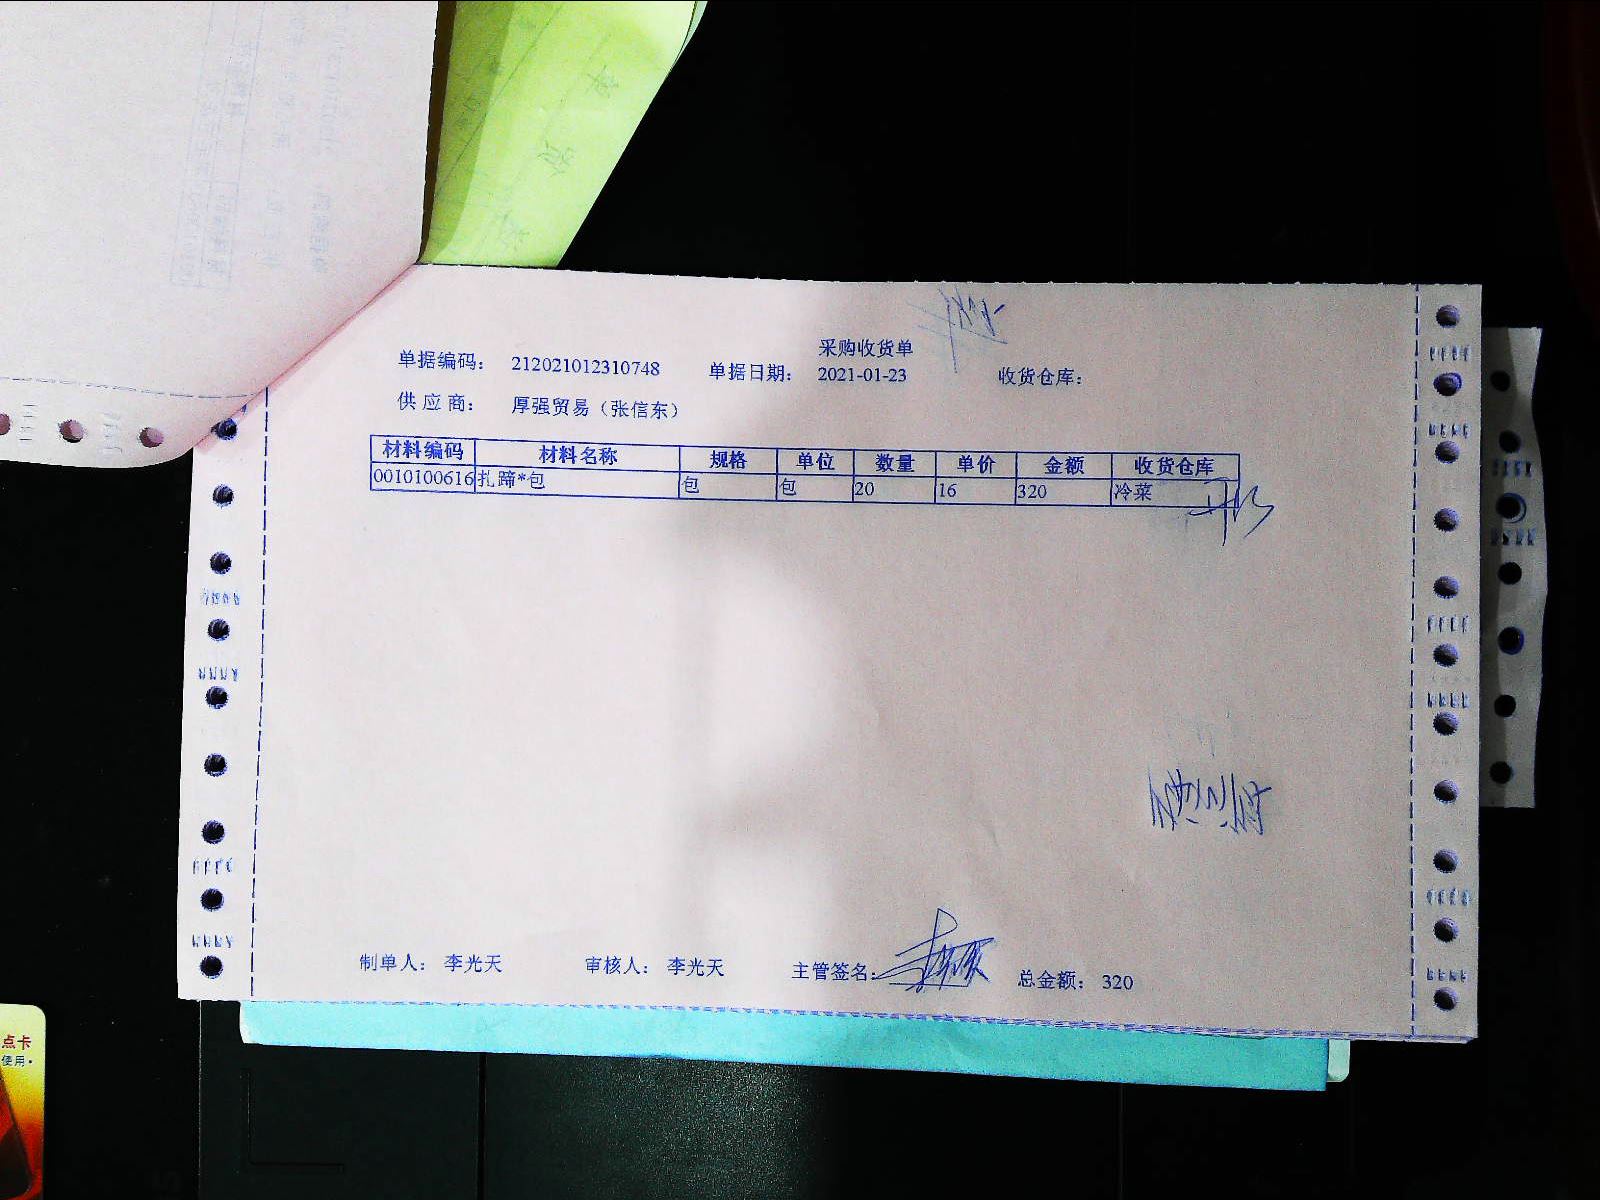 采购收货单
单据编码： 212021012310748 单据日期： 2021-01-23 收货仓库：
供应商： 厚强贸易（张信东）
材料编码 材料名称 规格 单位 数量 单价 金额 收货仓库
0010100616 扎蹄*包 包 包 20 16 320 冷菜
制单人： 李光天 审核人： 李光天 主管签名： 总金额： 320
点卡
使用